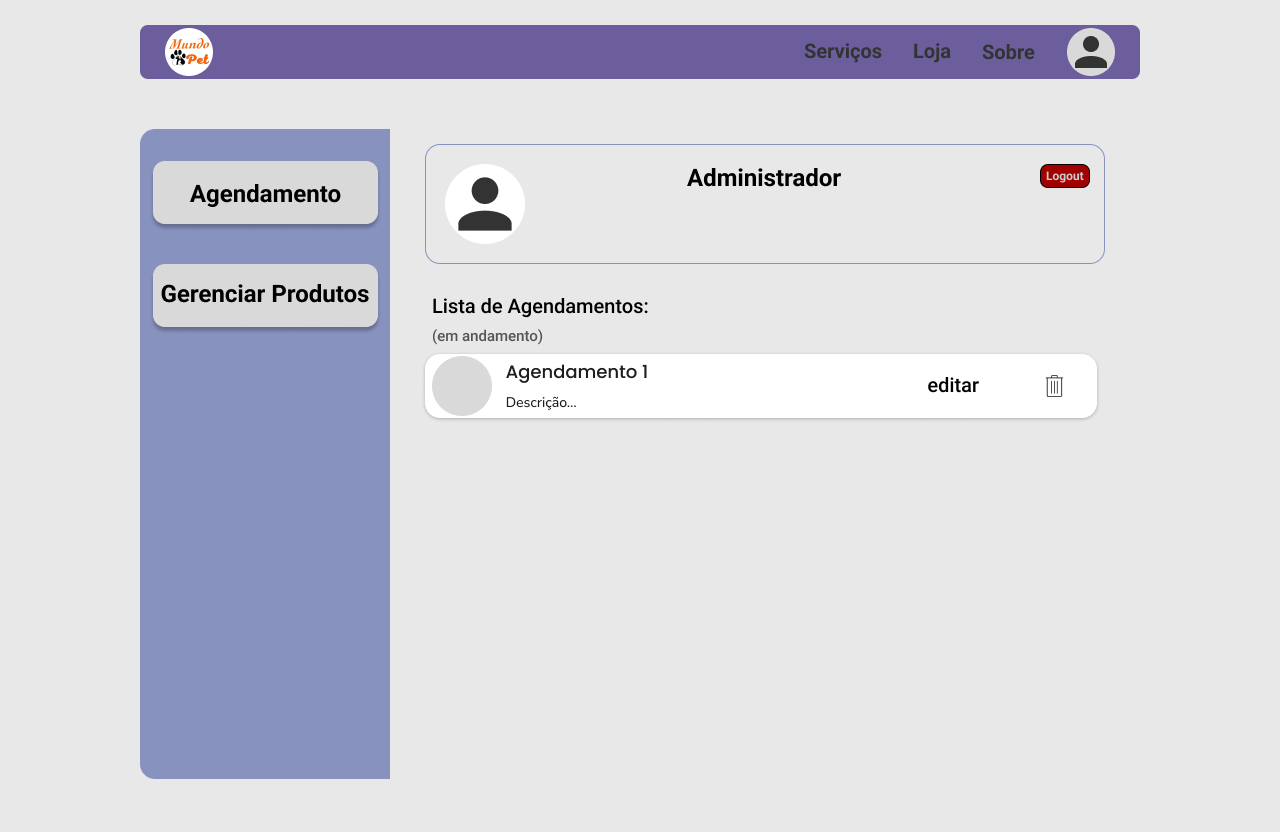 Mundo
Pet
Serviços
Loja
Sobre
Agendamento
Gerenciar Produtos
Administrador
Logout
Lista de Agendamentos:
(em andamento)
Agendamento 1
Descrição...
editar